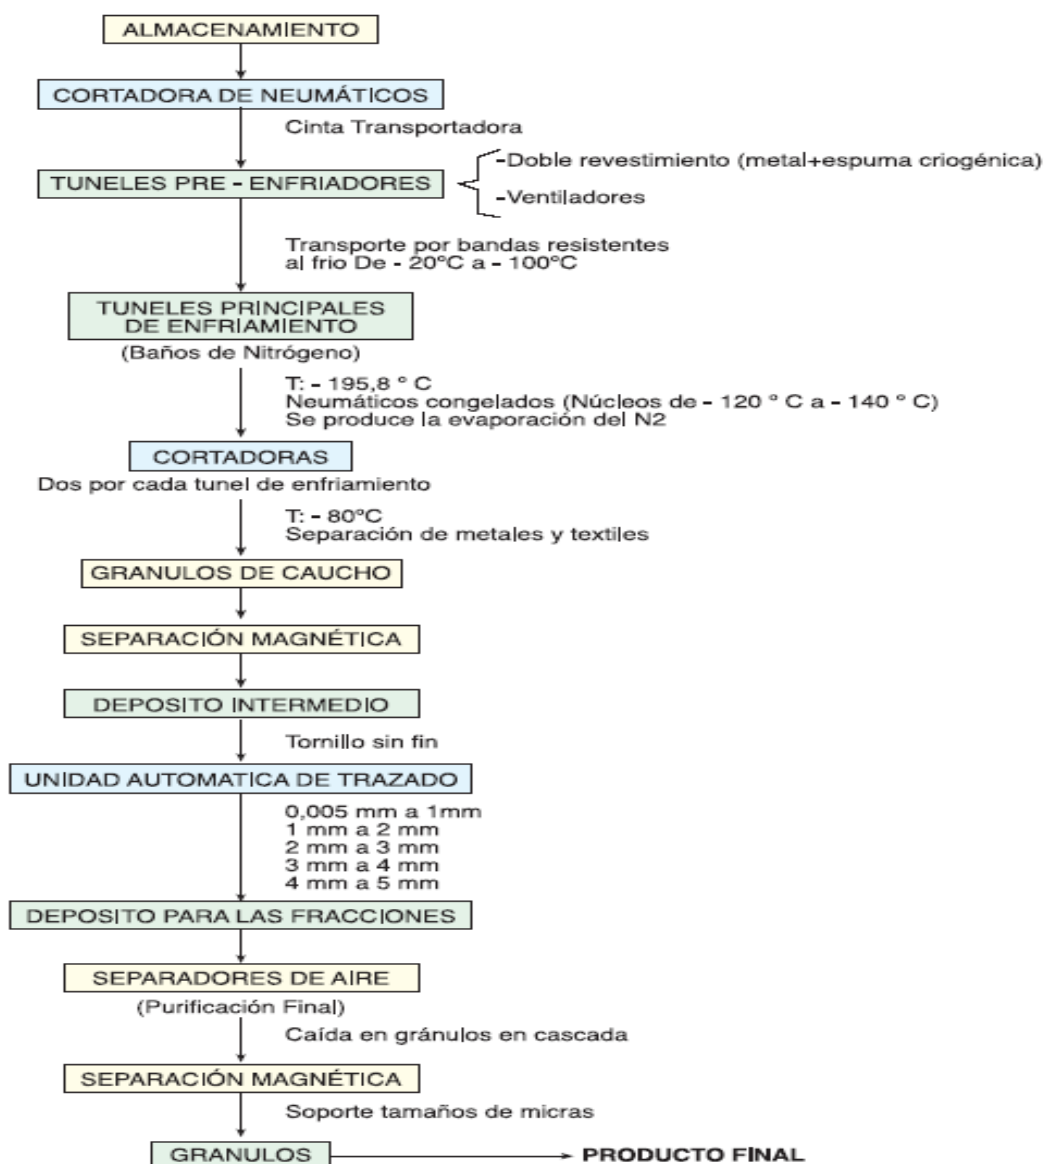 ALMACENAMIENTO
CORTADORA DE NEUMÁTICOS
Cinta Transportadora
TUNELES PRE - ENFRIADORES
-Doble revestimiento (metal+espuma criogénica)
-Ventiladores
Transporte por bandas resistentes
al frio De - 20ºC a - 100ºC
TUNELES PRINCIPALES
DE ENFRIAMIENTO
(Baños de Nitrógeno)
T: - 195,8 º C
Neumáticos congelados (Núcleos de - 120 º C a - 140 º C)
Se produce la evaporación del N2
CORTADORAS
Dos por cada tunel de enfriamiento
T: - 80ºC
Separación de metales y textiles
GRANULOS DE CAUCHO
SEPARACIÓN MAGNÉTICA
DEPOSITO INTERMEDIO
Tornillo sin fin
UNIDAD AUTOMATICA DE TRAZADO
0,005 mm a 1mm
1 mm a 2 mm
2 mm a 3 mm
3 mm a 4 mm
4 mm a 5 mm
DEPOSITO PARA LAS FRACCIONES
SEPARADORES DE AIRE
(Purificación Final)
Caída en gránulos en cascada
SEPARACIÓN MAGNÉTICA
Soporte tamaños de micras
GRANULOS
PRODUCTO FINAL